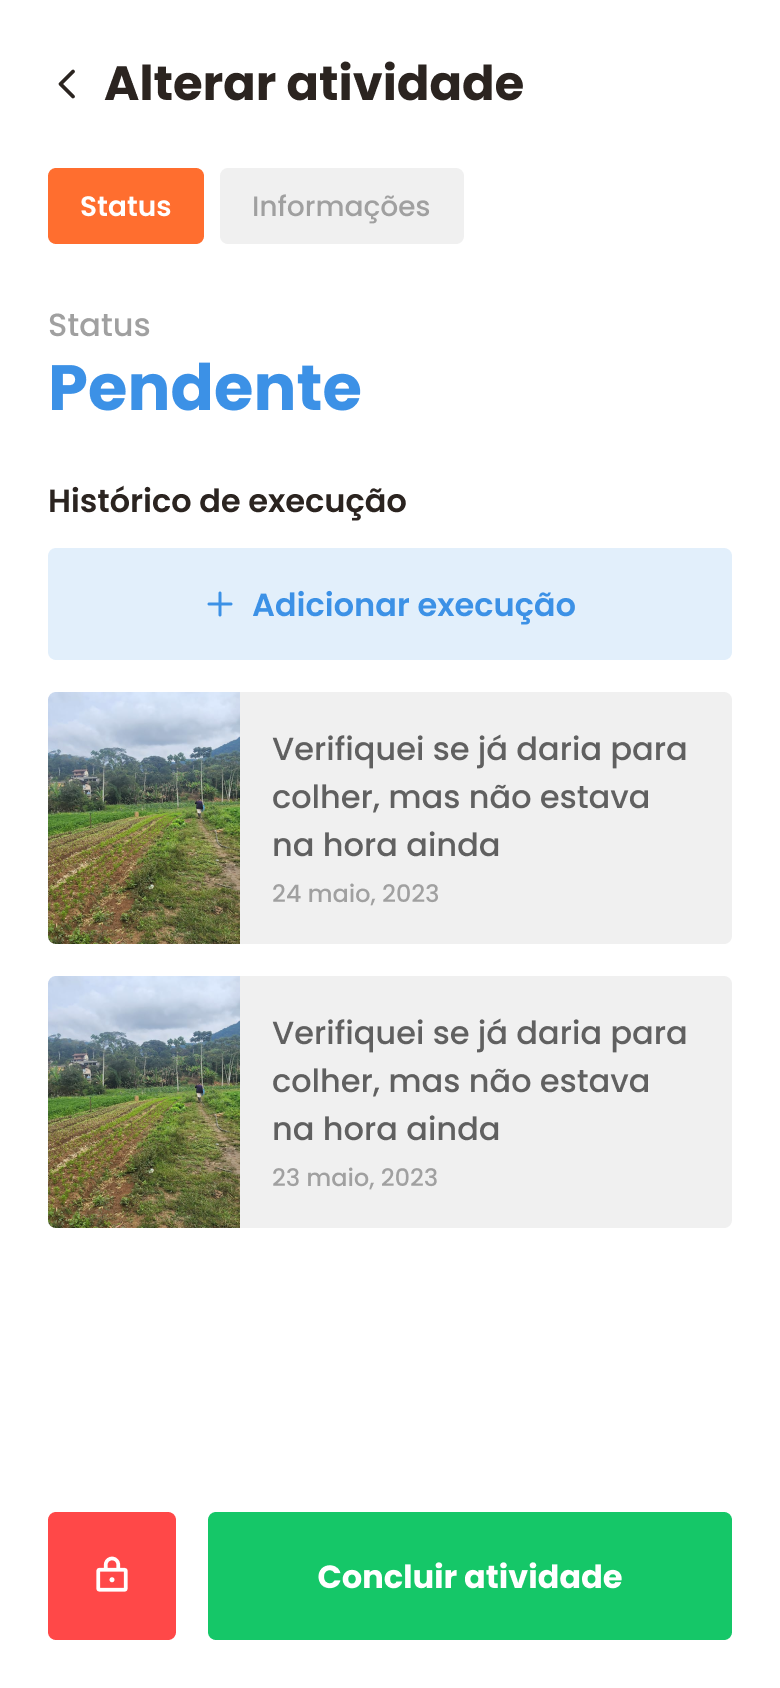 Alterar atividade
Status
Informações
Status
Pendente
Histórico de execução
Adicionar execução
Verifiquei se já daria para
colher, mas não estava
na hora ainda
24 maio, 2023
Verifiquei se já daria para
colher, mas não estava
na hora ainda
23 maio, 2023
Concluir atividade